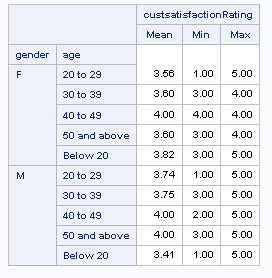 custsatisfactionRating
Mean Min Max
gender age
F 20 to 29 3.56 1.00 5.00
30 to 39 3.60 3.00 4.00
40 to 49 4.00 4.00 4.00
50 and above 3.60 3.00 4.00
Below 20 3.82 3.00 5.00
M 20 to 29 3.74 1.00 5.00
30 to 39 3.75 3.00 5.00
40 to 49 4.00 2.00 5.00
50 and above 4.00 3.00 5.00
Below 20 3.41 1.00 5.00